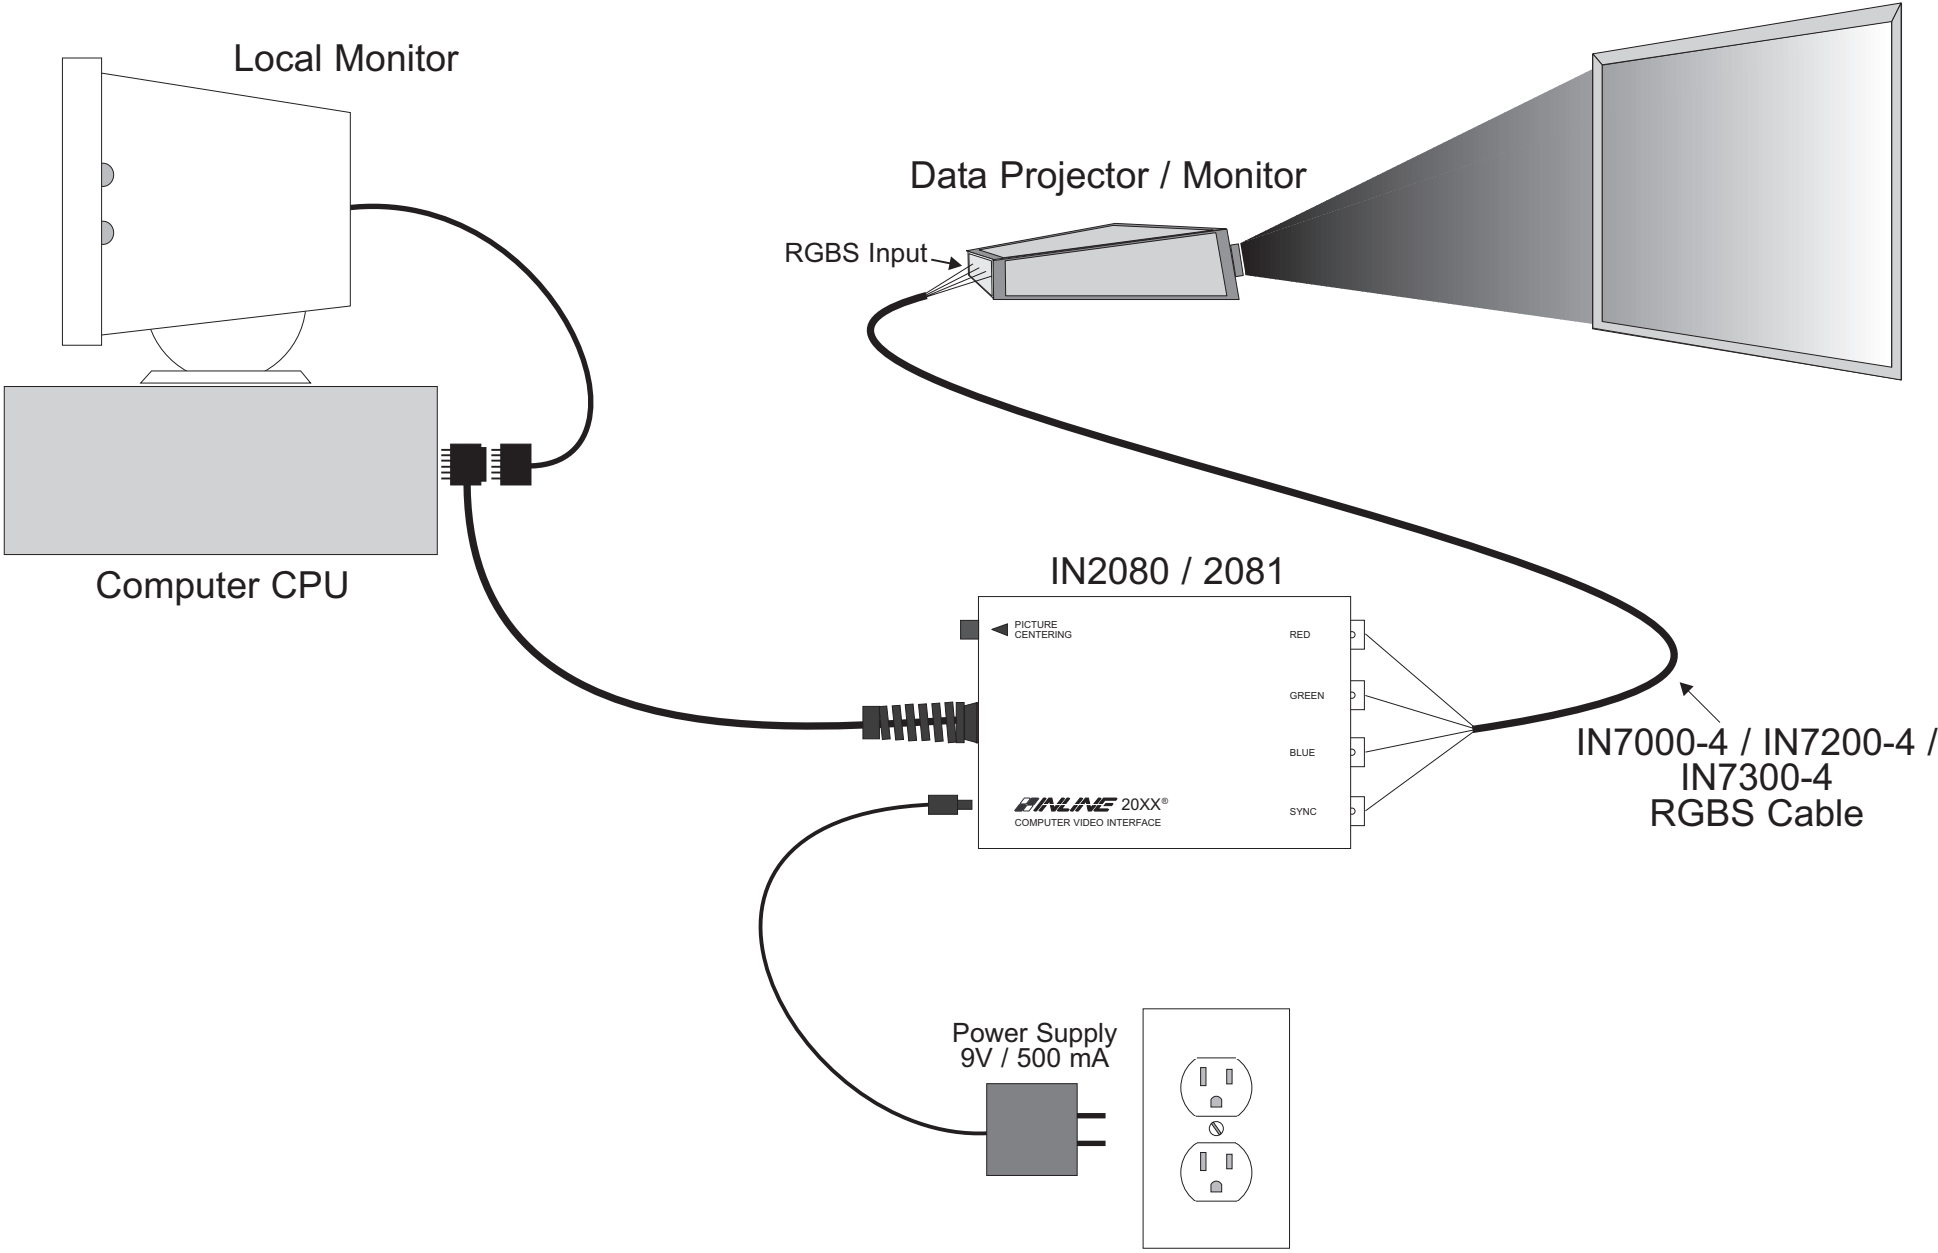 Local Monitor
Data Projector / Monitor
RGBS Input
Computer CPU
IN2080 / 2081
PICTURE
CENTERING
RED
GREEN
BLUE
SYNC
INLINE 20XX®
COMPUTER VIDEO INTERFACE
IN7000-4 / IN7200-4 /
IN7300-4
RGBS Cable
Power Supply
9V / 500 mA